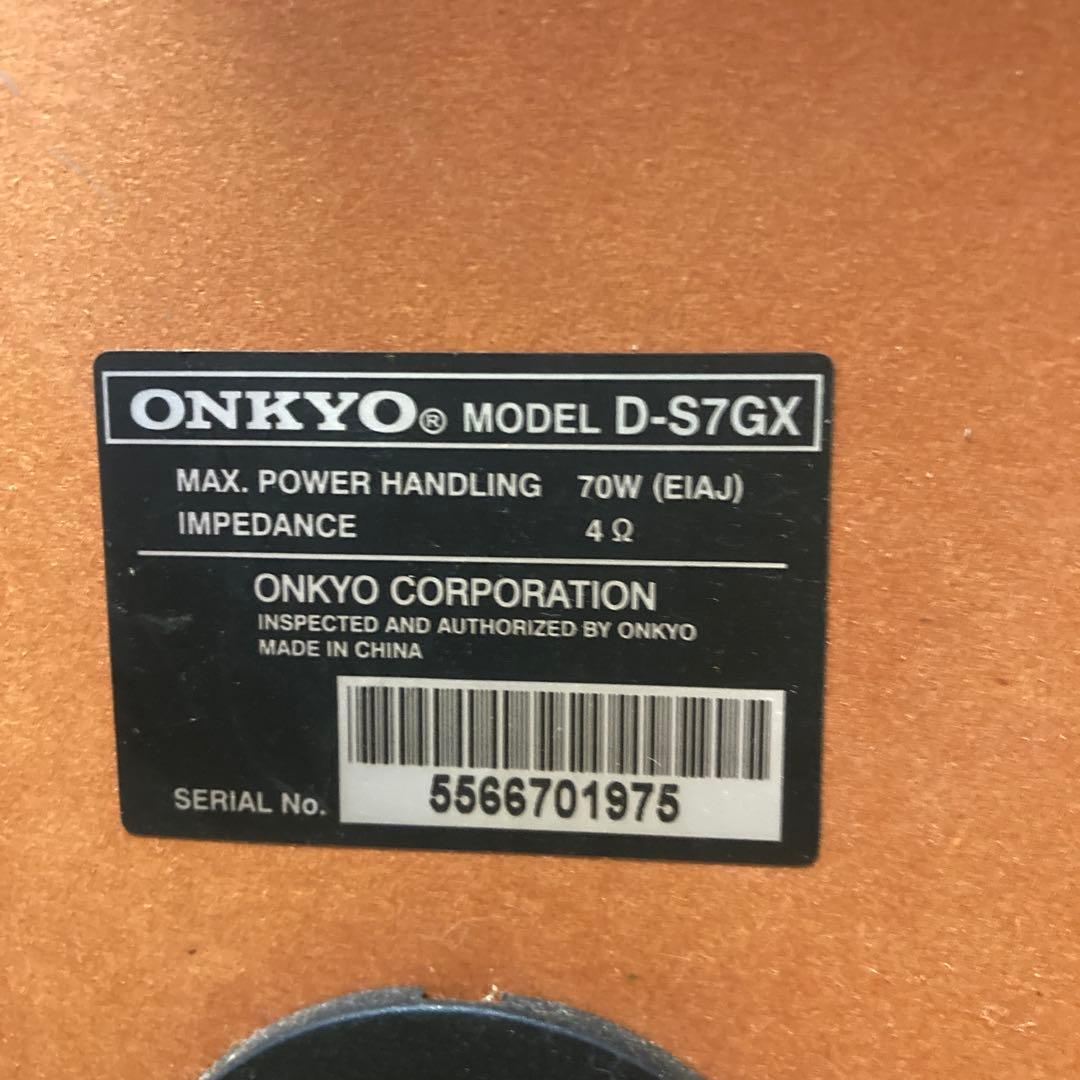 ONKYO® MODEL D-S7GX
MAX. POWER HANDLING 70W (EIAJ)
IMPEDANCE 4 Ω
ONKYO CORPORATION
INSPECTED AND AUTHORIZED BY ONKYO
MADE IN CHINA
SERIAL No. 5566701975